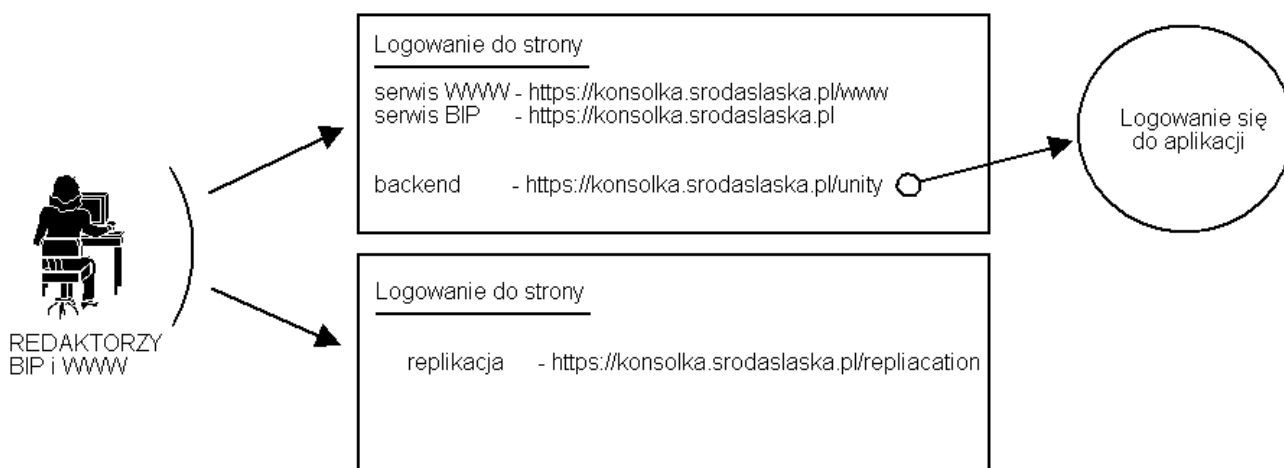 Logowanie do strony
serwis WWW - https://konsolka.srodaslaska.pl/www
serwis BIP - https://konsolka.srodaslaska.pl
backend - https://konsolka.srodaslaska.pl/unity
Logowanie się
do aplikacji
REDAKTORZY
BIP i WWW
Logowanie do strony
replikacja - https://konsolka.srodaslaska.pl/repliacation